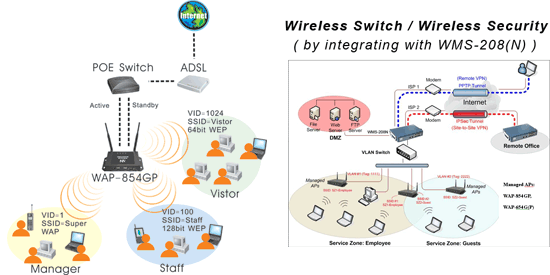 Internet
POE Switch
ADSL
Active
Standby
WAP-854GP
VID=1024
SSID=Vistor
64bit WEP
Vistor
VID=1
SSID=Super
WAP
Manager
VID=100
SSID=Staff
128bit WEP
Staff
Wireless Switch / Wireless Security
( by integrating with WMS-208(N) )
Modem
(Remote VPN)
ISP 1
PPTP Tunnel
Internet
ISP 2
IPSec Tunnel
(Site-to-Site VPN)
Modem
File
Server
Web
Server
FTP
Server
DMZ
WMS-208N
Remote Office
VLAN Switch
Managed
APs
Managed
APs
Managed APs:
WAP-854GP,
WAP-654G(P)
Service Zone: Employee
Service Zone: Guests